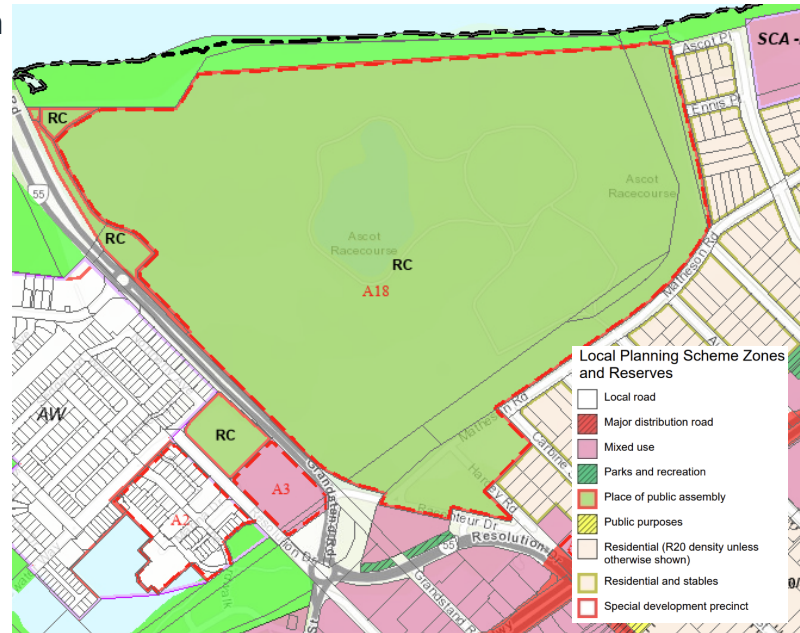 Ascot Pl
SCA -
RC
Ennis Pl
55
Ascot
Racecourse
Ascot
Racecourse
RC
RC
A18
Matheson Rd
Local Planning Scheme Zones
and Reserves
Local road
Major distribution road
Mixed use
Parks and recreation
Place of public assembly
Public purposes
Residential (R20 density unless
otherwise shown)
Residential and stables
Special development precinct
Matheson Rd
AW
RC
Hardey Rd
Grandstand Rd
A3
A2
55
Resolution
Grandstand R